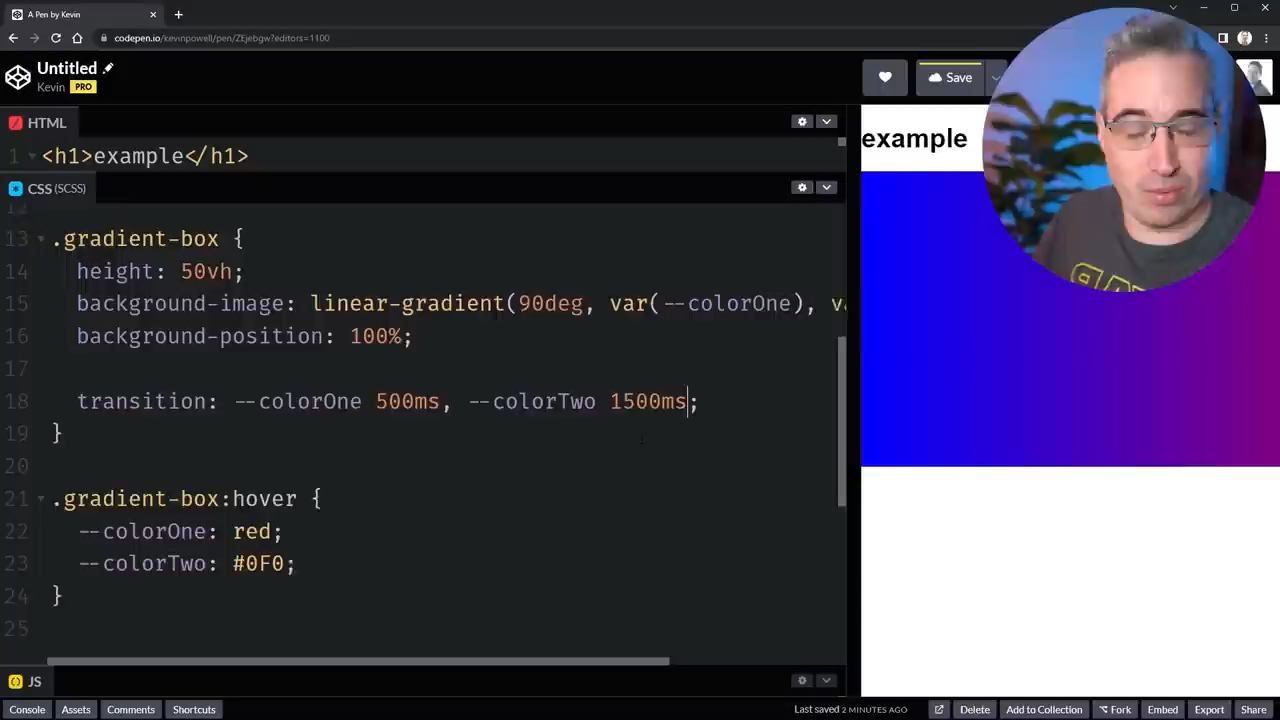 A Pen by Kevin
codepen.io/kevinpowell/pen/ZEjebgw?editors=1100
Untitled
Kevin PRO
Save
HTML
1 <h1>example</h1>
CSS (SCSS)
12
13 .gradient-box {
14 height: 50vh;
15 background-image: linear-gradient(90deg, var(--colorOne), v
16 background-position: 100%;
17
18 transition: --colorOne 500ms, --colorTwo 1500ms;
19 }
20
21 .gradient-box:hover {
22 --colorOne: red;
23 --colorTwo: #0F0;
24 }
25
JS
example
Console Assets Comments Shortcuts Last saved 2 MINUTES AGO Delete Add to Collection Fork Embed Export Share